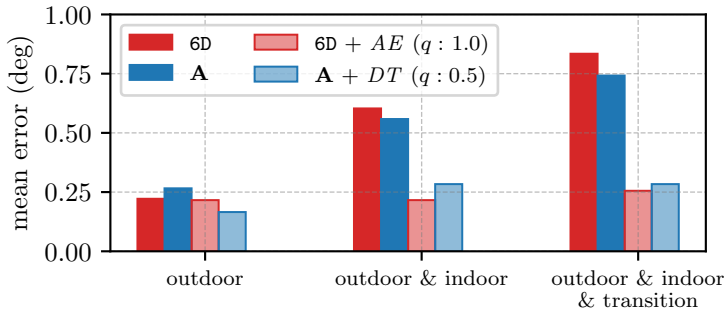 1.00
0.75
0.50
0.25
0.00
mean error (deg)
6D
A
6D + AE (q : 1.0)
A + DT (q : 0.5)
outdoor
outdoor & indoor
outdoor & indoor
& transition